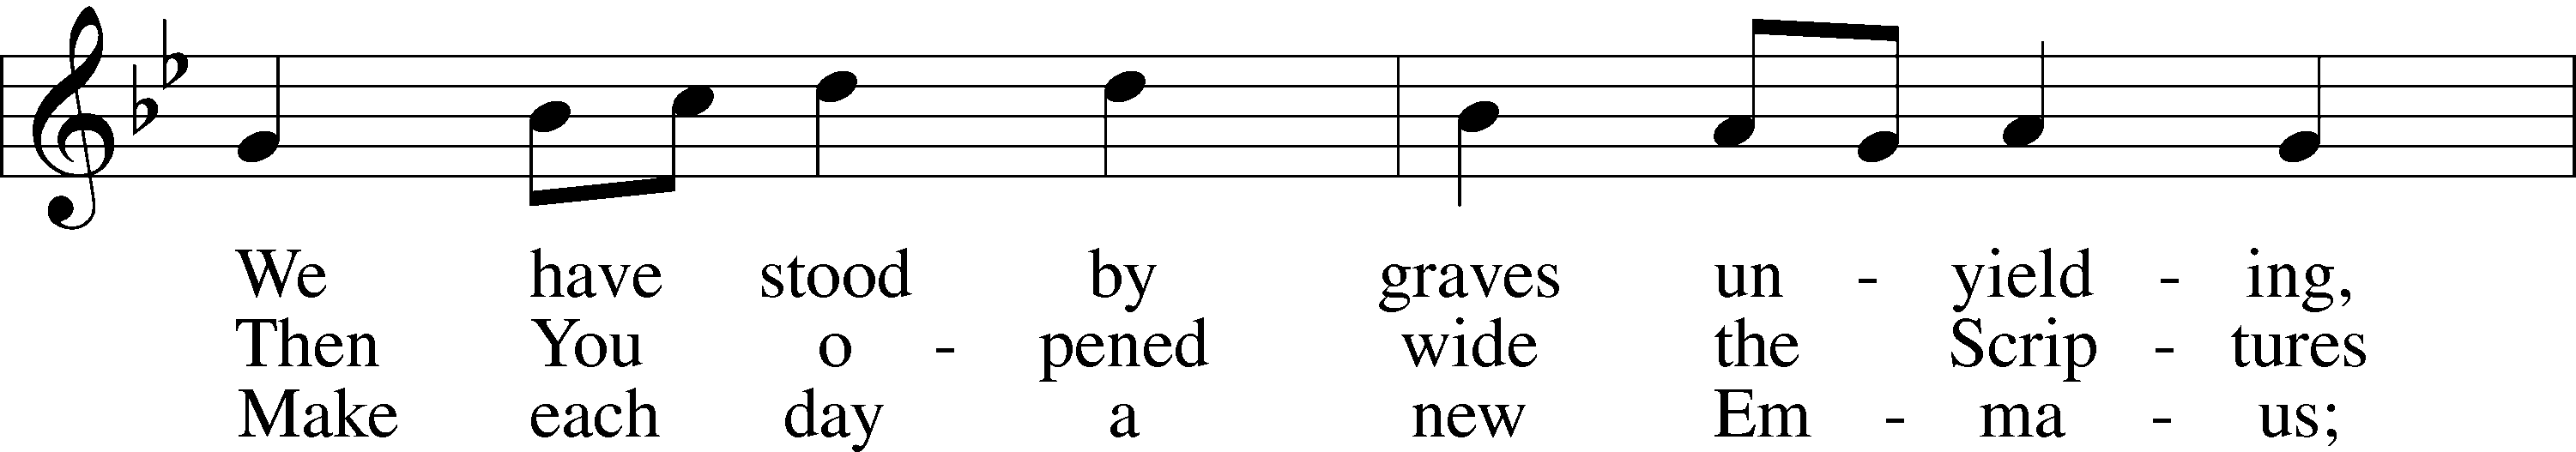 We have stood by graves un - yield - ing,
Then You o - pened wide the Scrip - tures
Make each day a new Em - ma - us;